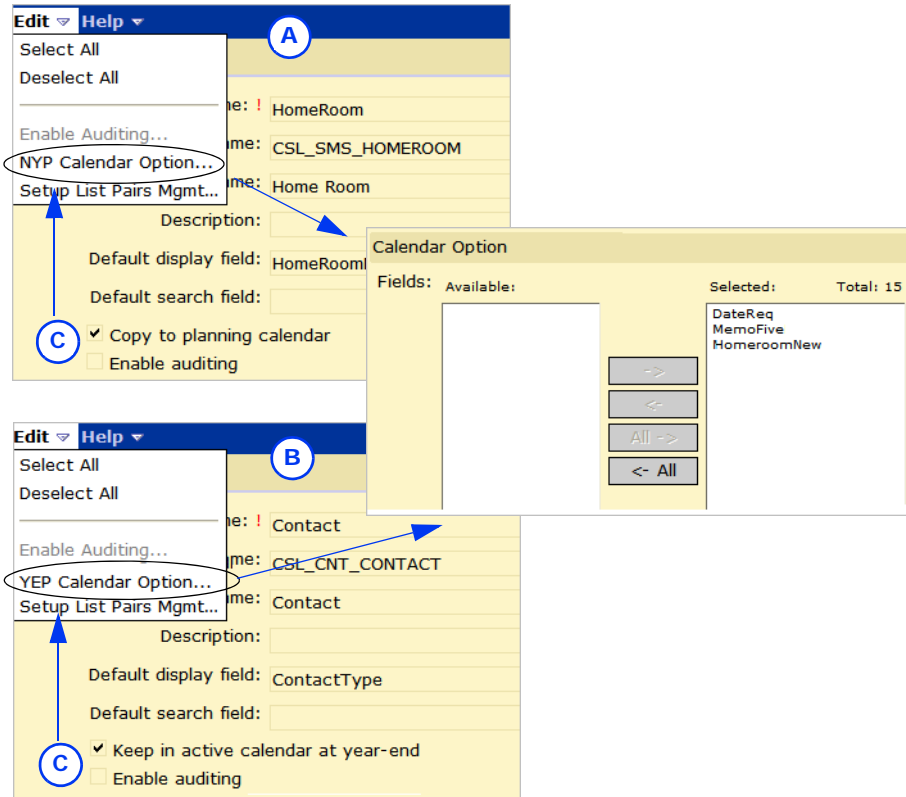 Edit Help
A
Select All
Deselect All
Enable Auditing...
NYP Calendar Option...
Setup List Pairs Mgmt...
me: ! HomeRoom
me: CSL_SMS_HOMEROOM
me: Home Room
Description:
Default display field: HomeRoom
Default search field:
C
Copy to planning calendar
Enable auditing
Calendar Option
Fields: Available: Selected: Total: 15
DateReq
MemoFive
HomeroomNew
->
<-
All ->
<- All
Edit Help
B
Select All
Deselect All
Enable Auditing...
YEP Calendar Option...
Setup List Pairs Mgmt...
me: ! Contact
me: CSL_CNT_CONTACT
me: Contact
Description:
Default display field: ContactType
Default search field:
C
Keep in active calendar at year-end
Enable auditing